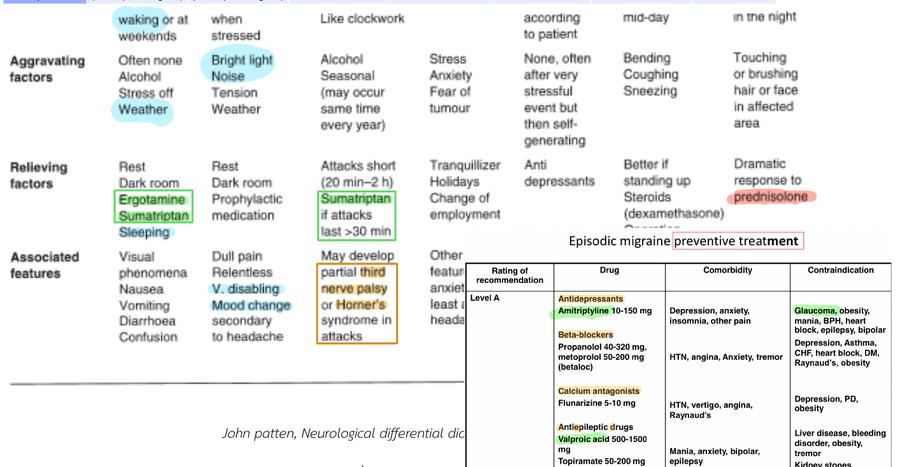 waking or at
weekends
when
stressed
Like clockwork
according
to patient
mid-day
in the night
Aggravating
factors
Often none
Alcohol
Stress off
Weather
Bright light
Noise
Tension
Weather
Alcohol
Seasonal
(may occur
same time
every year)
Stress
Anxiety
Fear of
tumour
None, often
after very
stressful
event but
then self-
generating
Bending
Coughing
Sneezing
Touching
or brushing
hair or face
in affected
area
Relieving
factors
Rest
Dark room
Ergotamine
Sumatriptan
Sleeping
Rest
Dark room
Prophylactic
medication
Attacks short
(20 min–2 h)
Sumatriptan
if attacks
last >30 min
Tranquillizer
Holidays
Change of
employment
Anti
depressants
Better if
standing up
Steroids
(dexamethasone)
Dramatic
response to
prednisolone
Associated
features
Visual
phenomena
Nausea
Vomiting
Diarrhoea
Confusion
Dull pain
Relentless
V. disabling
Mood change
secondary
to headache
May develop
partial third
nerve palsy
or Horner's
syndrome in
attacks
Other
featur
anxiet
least a
heada
John patten, Neurological differential dic
Episodic migraine preventive treatment
Rating of
recommendation
Drug
Comorbidity
Contraindication
Level A
Antidepressants
Amitriptyline 10-150 mg
Depression, anxiety,
insomnia, other pain
Glaucoma, obesity,
mania, BPH, heart
block, epilepsy, bipolar
Beta-blockers
Propanolol 40-320 mg,
metoprolol 50-200 mg
(betaloc)
HTN, angina, Anxiety, tremor
Depression, Asthma,
CHF, heart block, DM,
Raynaud's, obesity
Calcium antagonists
Flunarizine 5-10 mg
HTN, vertigo, angina,
Raynaud's
Depression, PD,
obesity
Antiepileptic drugs
Valproic acid 500-1500
mg
Topiramate 50-200 mg
Mania, anxiety, bipolar,
epilepsy
Liver disease, bleeding
disorder, obesity,
tremor
Kidney stones